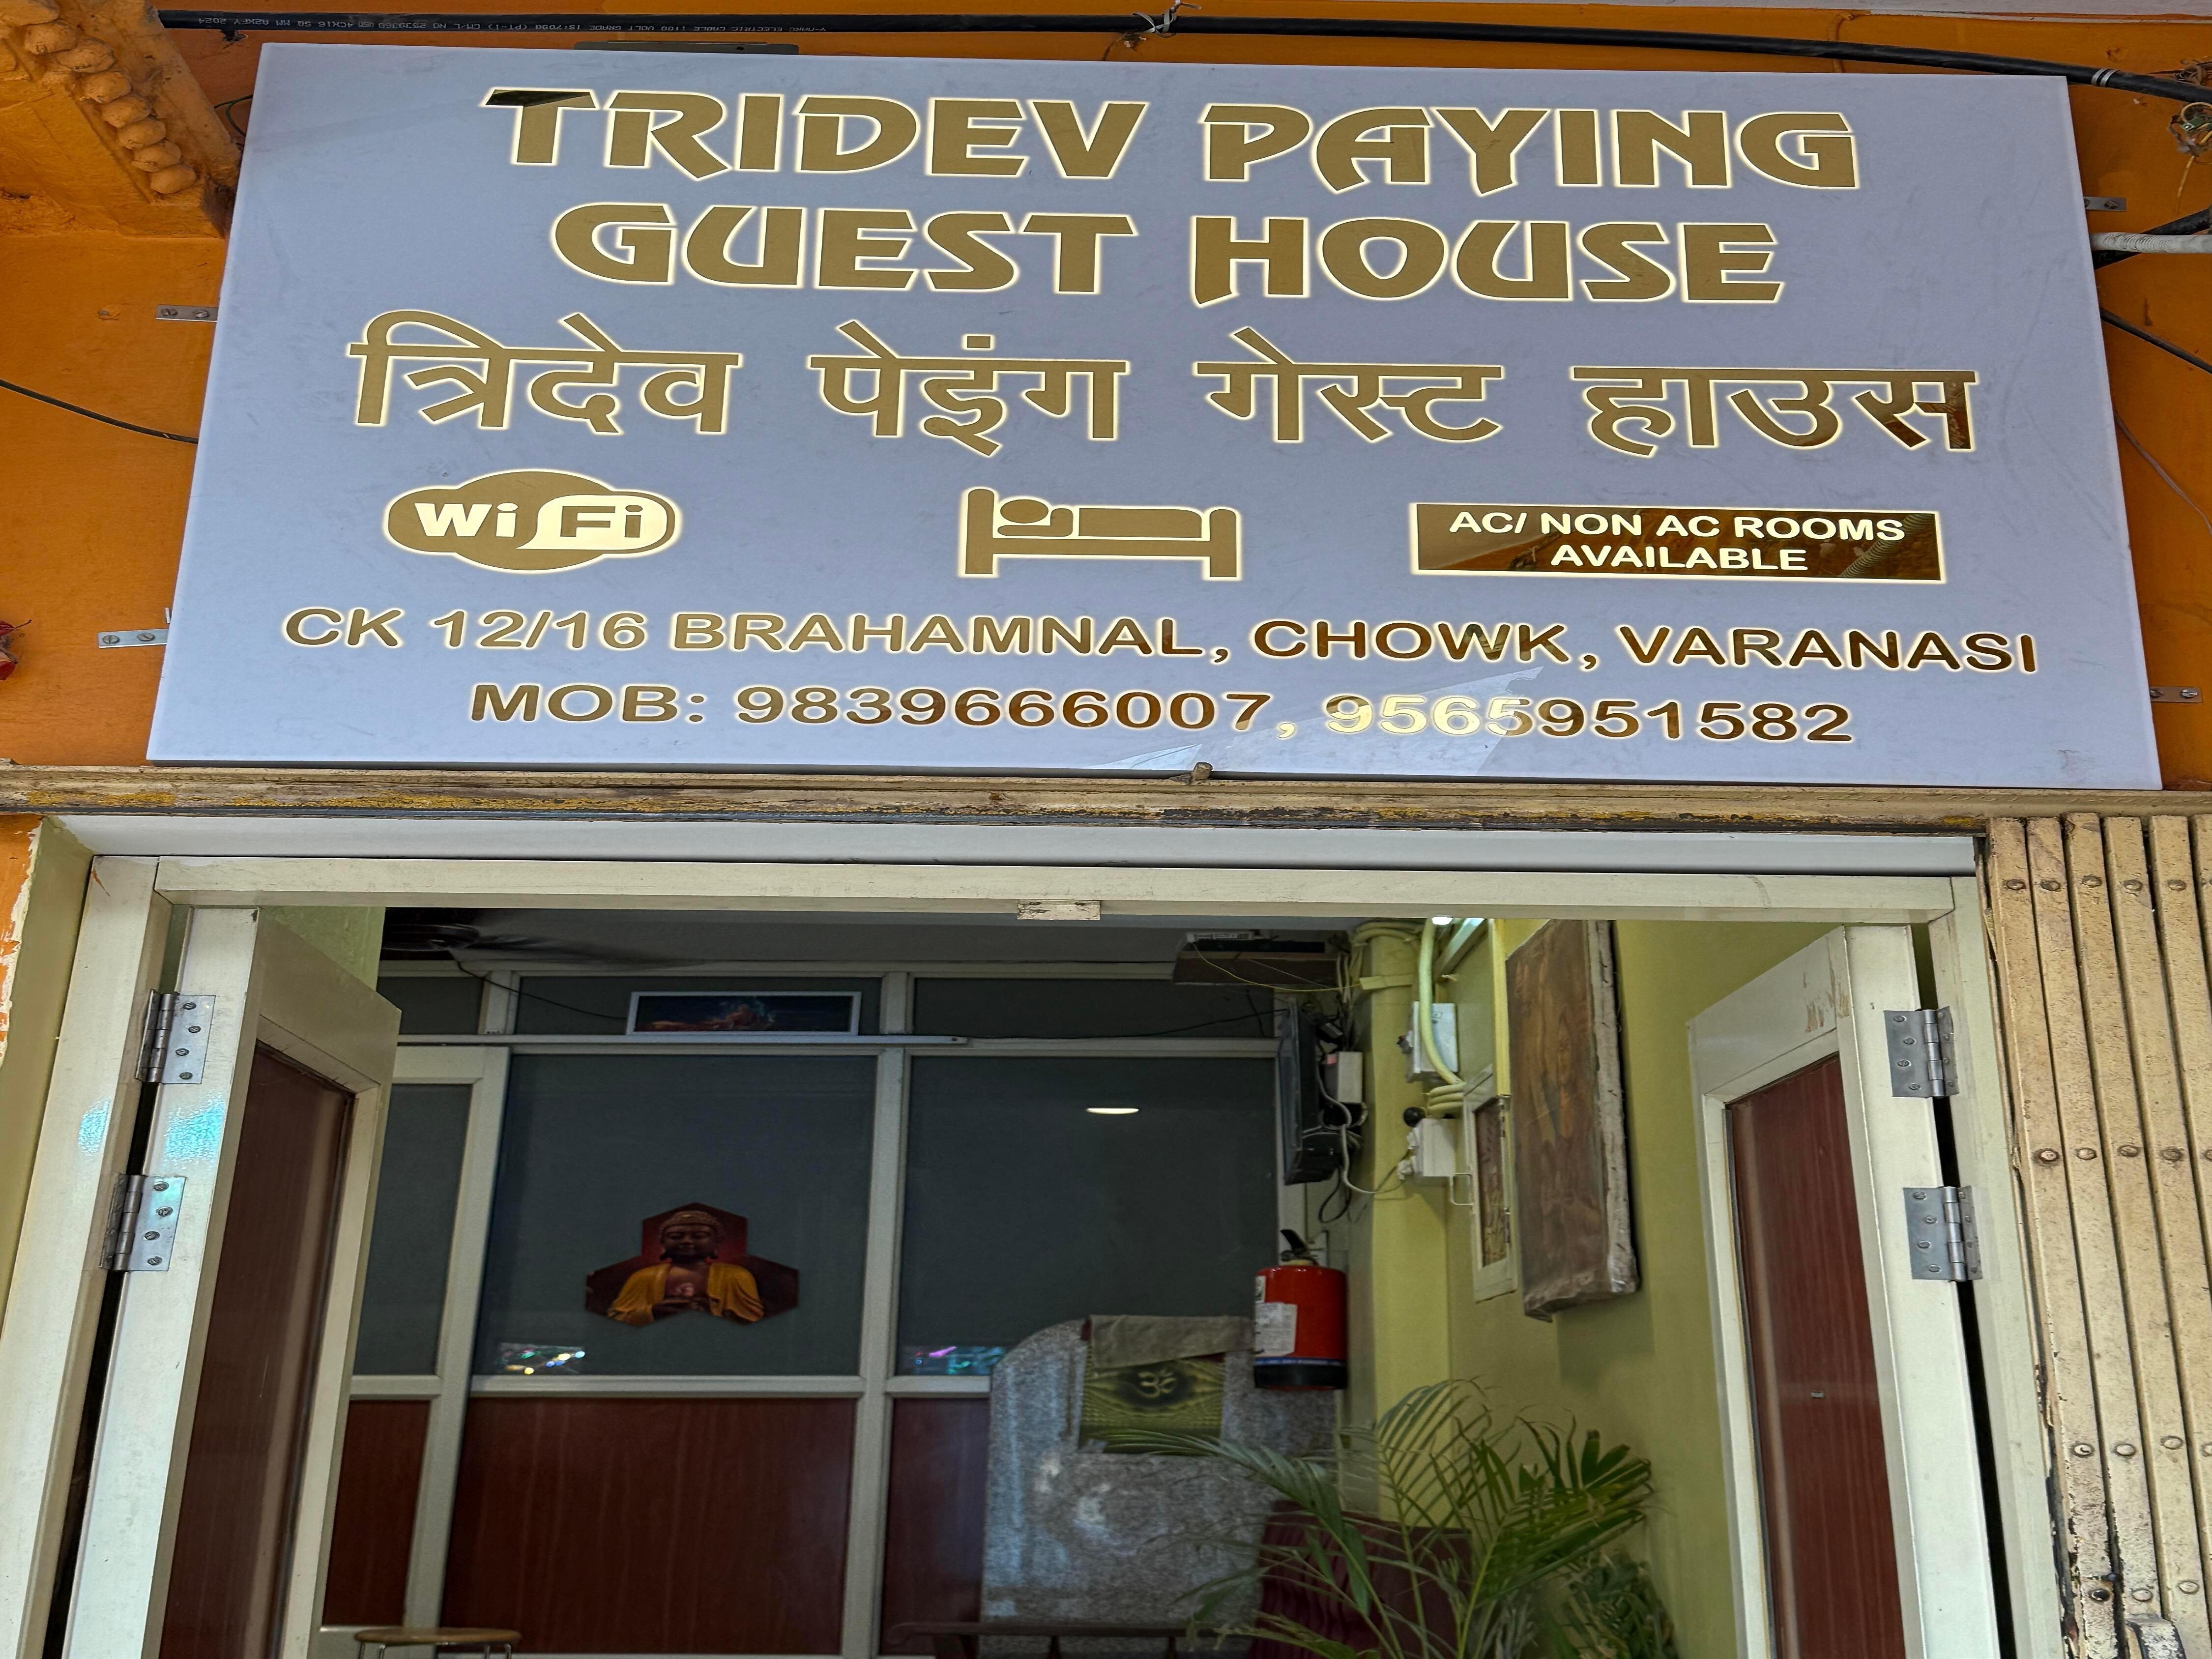 TRIDEV PAYING
GUEST HOUSE
त्रिदेव पेइंग गेस्ट हाउस
WiFi
AC/ NON AC ROOMS
AVAILABLE
CK 12/16 BRAHAMNAL, CHOWK, VARANASI
MOB: 9839666007, 9565951582
ॐ